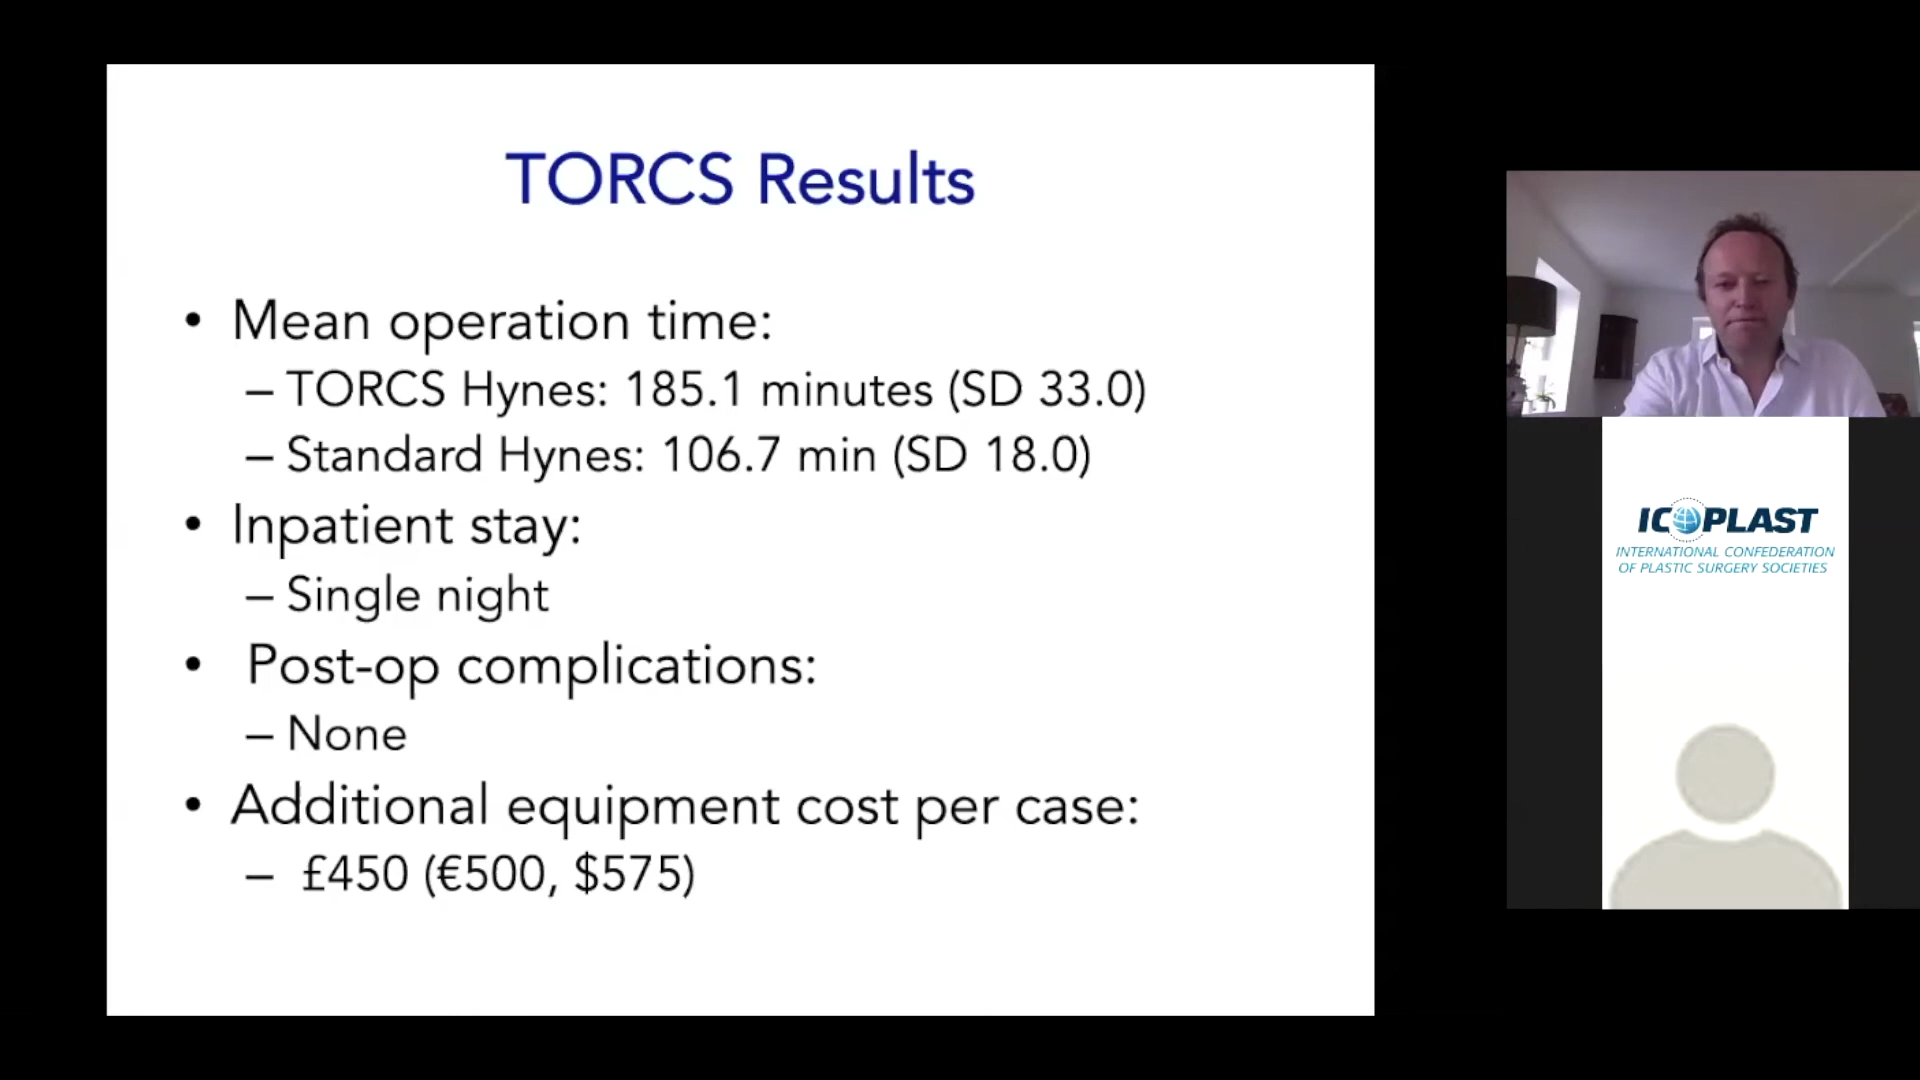 TORCS Results
• Mean operation time:
– TORCS Hynes: 185.1 minutes (SD 33.0)
– Standard Hynes: 106.7 min (SD 18.0)
• Inpatient stay:
– Single night
• Post-op complications:
– None
• Additional equipment cost per case:
– £450 (€500, $575)
ICOPLAST
INTERNATIONAL CONFEDERATION
OF PLASTIC SURGERY SOCIETIES